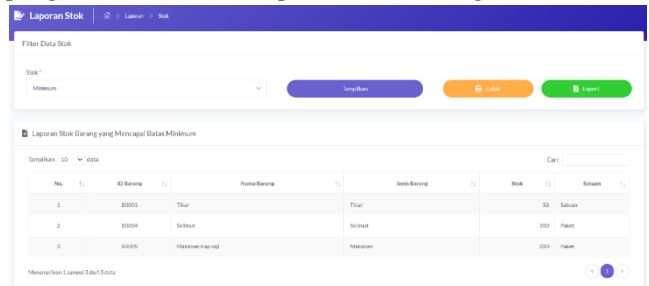 Laporan Stok
Laporan > Stok
Filter Data Stok
Stok *
Minimum
Tampilkan
Cetak
Export
Laporan Stok Barang yang Mencapai Batas Minimum
Tampilkan 10 data
Cari:
No. ID Barang Nama Barang Jenis Barang Stok Satuan
1 B0001 Tikar Tikar Satuan
2 B0004 Selimut Selimut 300 Paket
3 B0005 Makanan siap saji Makanan 200 Paket
Menampilkan 1 sampai 3 dari 3 data
1